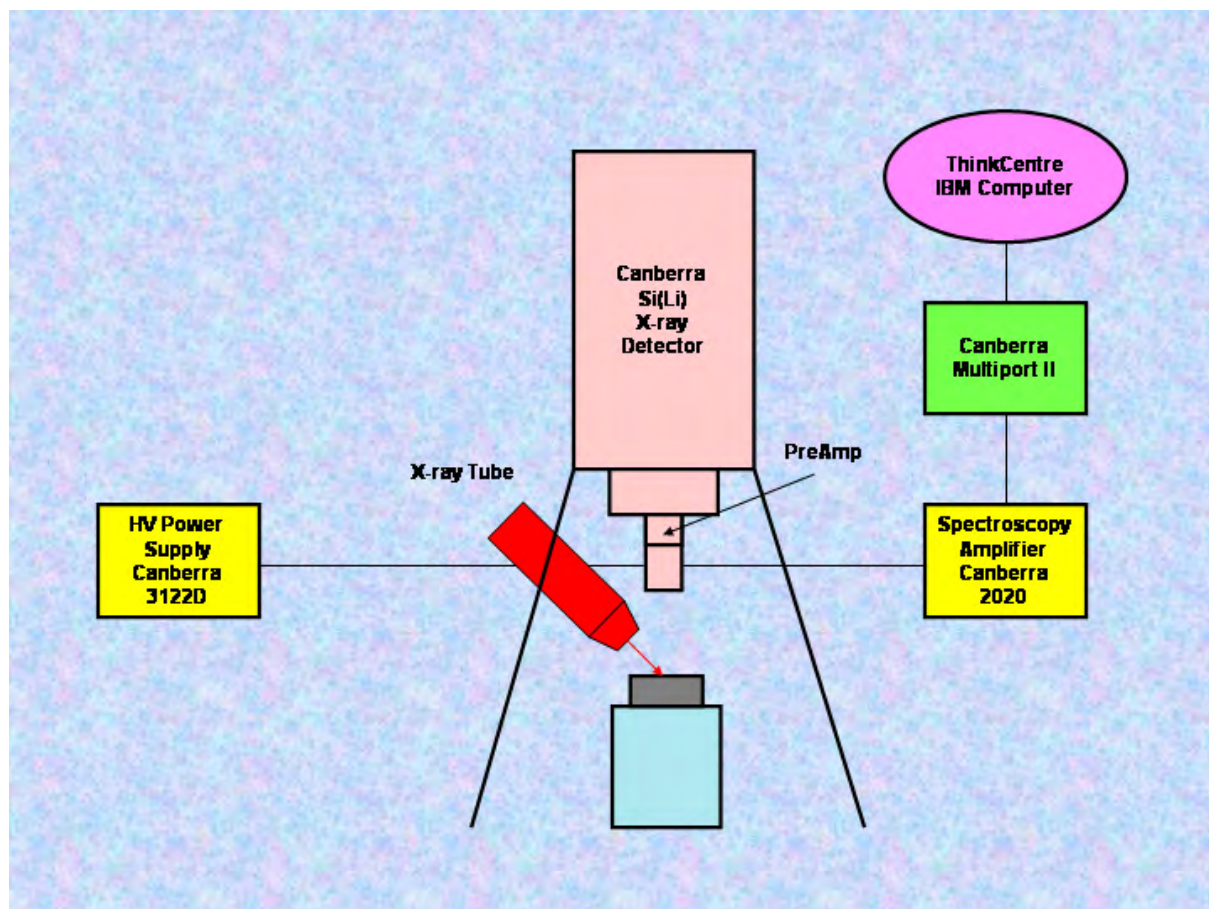 ThinkCentre
IBM Computer
Canberra
Si(Li)
X-ray
Detector
Canberra
Multiport II
PreAmp
X-ray Tube
HV Power
Supply
Canberra
3122D
Spectroscopy
Amplifier
Canberra
2020